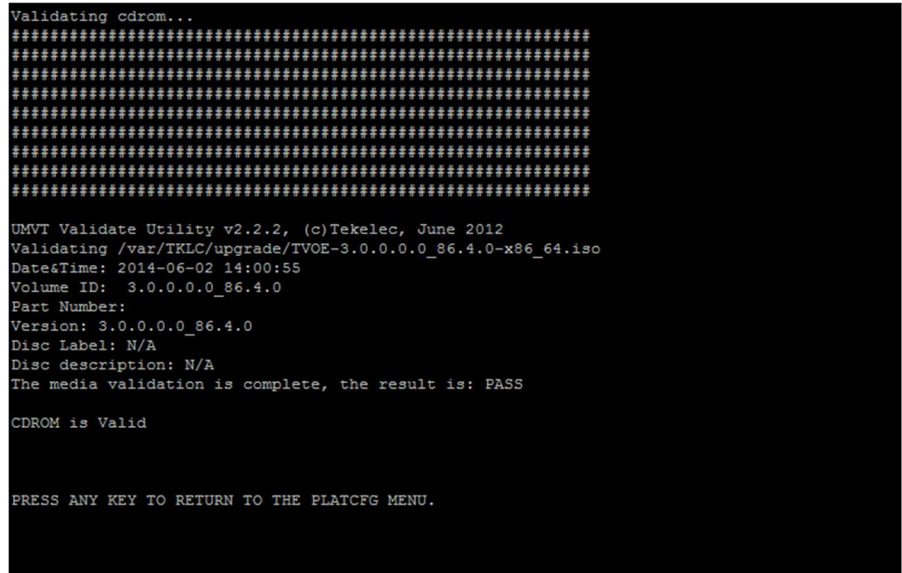 Validating cdrom...
############################################################
############################################################
############################################################
############################################################
############################################################
############################################################
############################################################
############################################################
############################################################
UMVT Validate Utility v2.2.2, (c)Tekelec, June 2012
Validating /var/TKLC/upgrade/TVOE-3.0.0.0.0_86.4.0-x86_64.iso
Date&Time: 2014-06-02 14:00:55
Volume ID:  3.0.0.0.0_86.4.0
Part Number:
Version: 3.0.0.0.0_86.4.0
Disc Label: N/A
Disc description: N/A
The media validation is complete, the result is: PASS
CDROM is Valid
PRESS ANY KEY TO RETURN TO THE PLATCFG MENU.